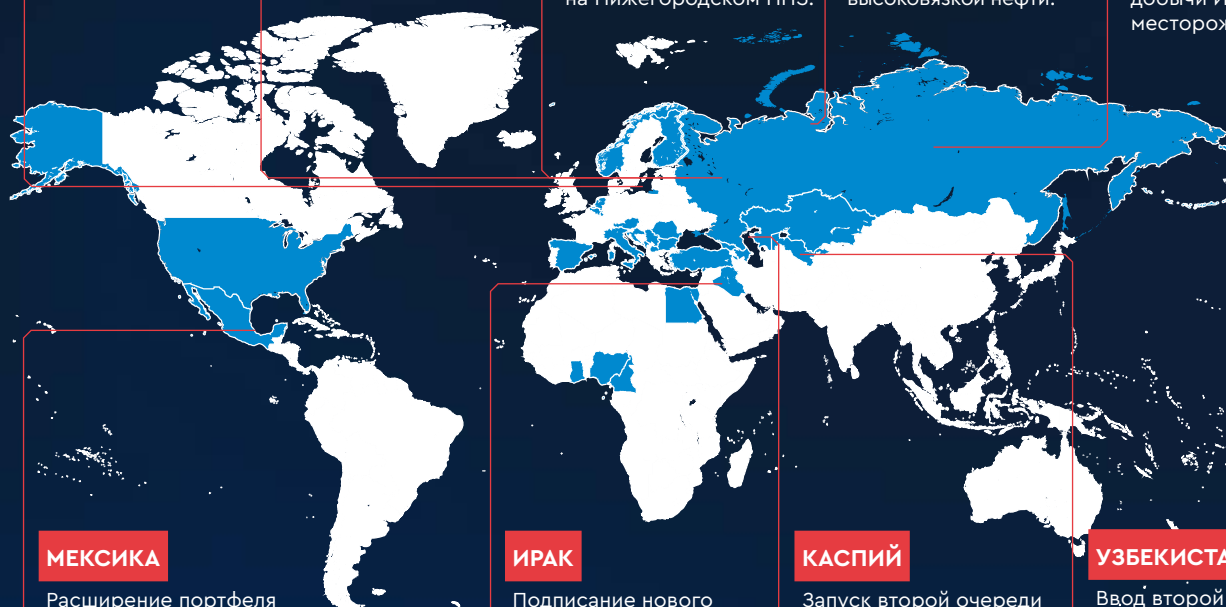 на Нижегородском НПЗ.
высоковязкой нефти.
добычи
месторож
МЕКСИКА
Расширение портфеля
ИРАК
Подписание нового
КАСПИЙ
Запуск второй очереди
УЗБЕКИСТА
Ввод второй